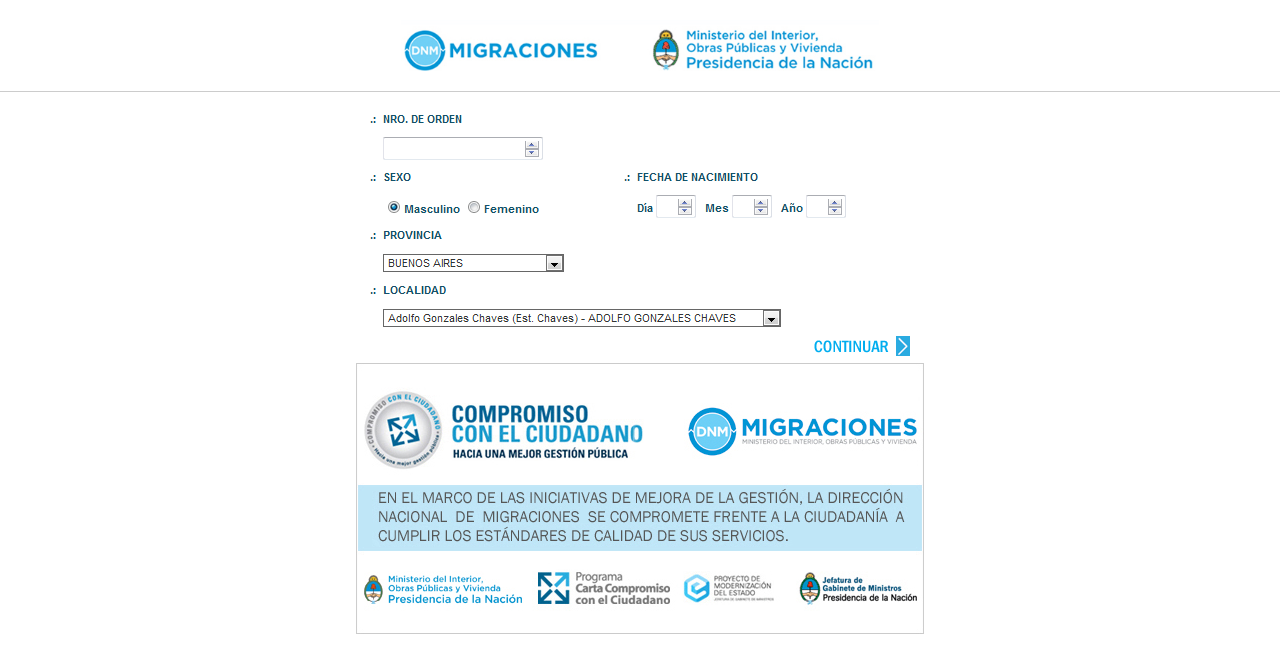 DNM MIGRACIONES
Ministerio del Interior,
Obras Públicas y Vivienda
Presidencia de la Nación
.: NRO. DE ORDEN
.: SEXO
.: FECHA DE NACIMIENTO
Masculino Femenino
Día Mes Año
.: PROVINCIA
BUENOS AIRES
.: LOCALIDAD
Adolfo Gonzales Chaves (Est. Chaves) - ADOLFO GONZALES CHAVES
CONTINUAR
COMPROMISO CON EL CIUDADANO
Hacia una mejor gestión pública
COMPROMISO
CON EL CIUDADANO
HACIA UNA MEJOR GESTIÓN PÚBLICA
DNM MIGRACIONES
MINISTERIO DEL INTERIOR, OBRAS PÚBLICAS Y VIVIENDA
EN EL MARCO DE LAS INICIATIVAS DE MEJORA DE LA GESTIÓN, LA DIRECCIÓN
NACIONAL DE MIGRACIONES SE COMPROMETE FRENTE A LA CIUDADANÍA A
CUMPLIR LOS ESTÁNDARES DE CALIDAD DE SUS SERVICIOS.
Ministerio del Interior,
Obras Públicas y Vivienda
Presidencia de la Nación
Programa
Carta Compromiso
con el Ciudadano
PROYECTO DE
MODERNIZACIÓN
DEL ESTADO
JEFATURA DE GABINETE DE MINISTROS
Jefatura de
Gabinete de Ministros
Presidencia de la Nación